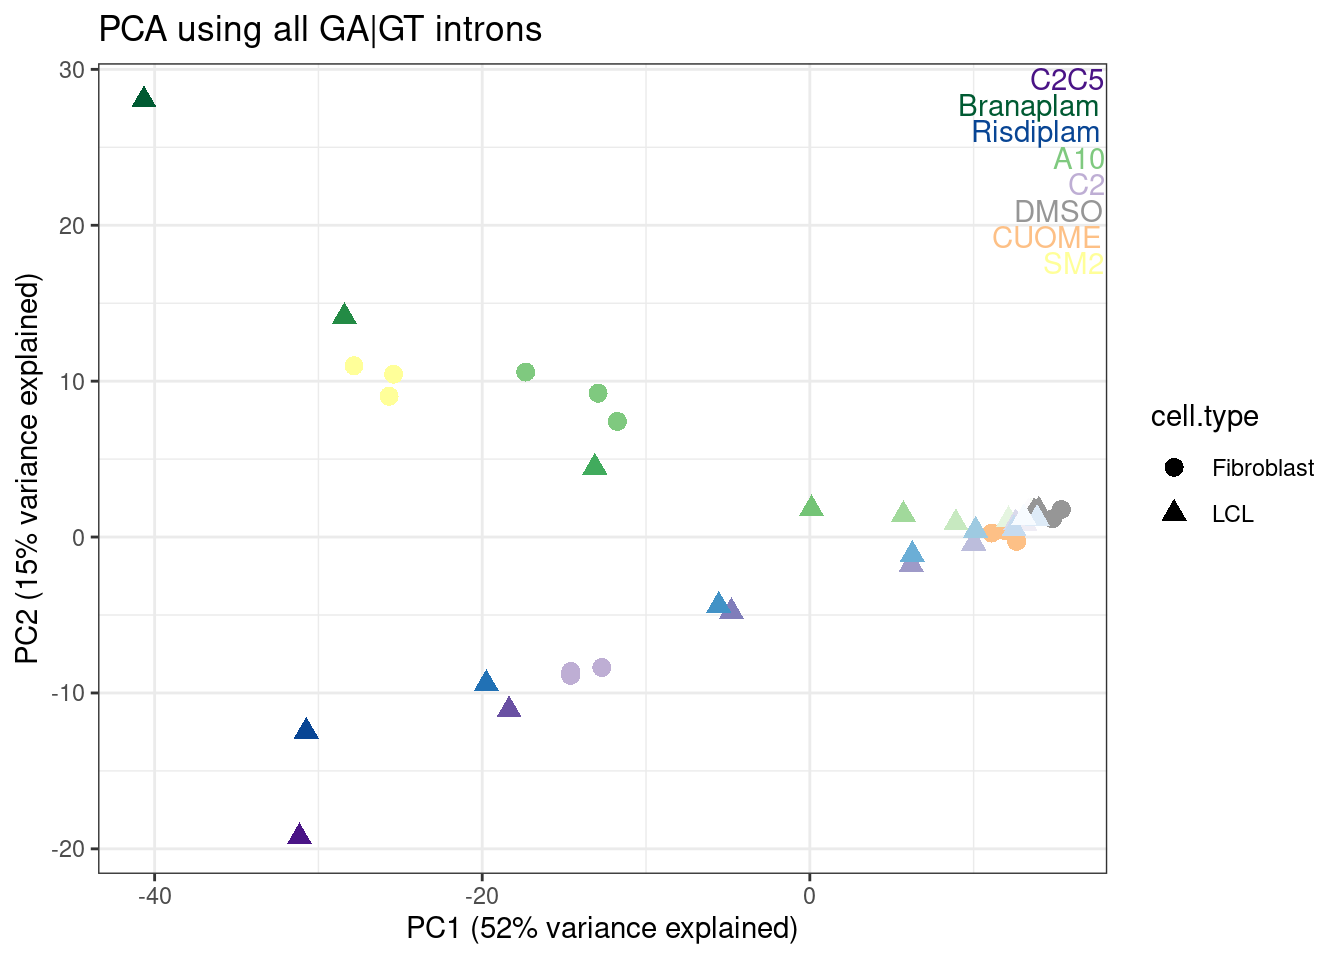 PCA using all GA|GT introns
30
20
10
0
-10
-20
-40
-20
0
PC1 (52% variance explained)
PC2 (15% variance explained)
C2C5
Branaplam
Risdiplam
A10
C2
DMSO
CUOME
SM2
cell.type
Fibroblast
LCL